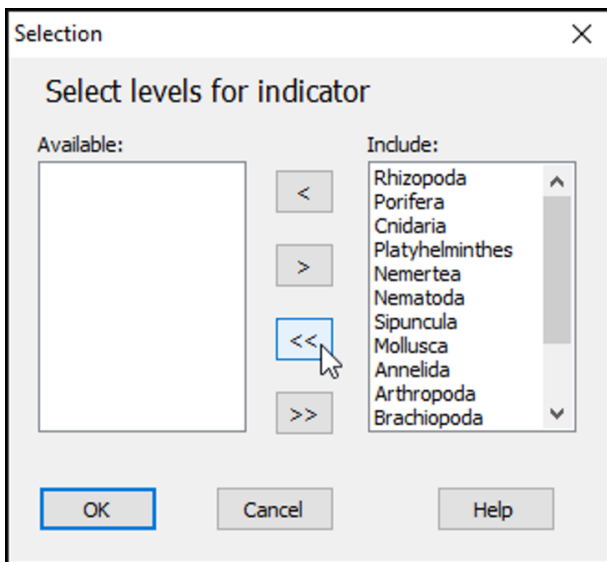 Selection
Select levels for indicator
Available:
Include:
<
>
<<
>>
Rhizopoda
Porifera
Cnidaria
Platyhelminthes
Nemertea
Nematoda
Sipuncula
Mollusca
Annelida
Arthropoda
Brachiopoda
OK
Cancel
Help